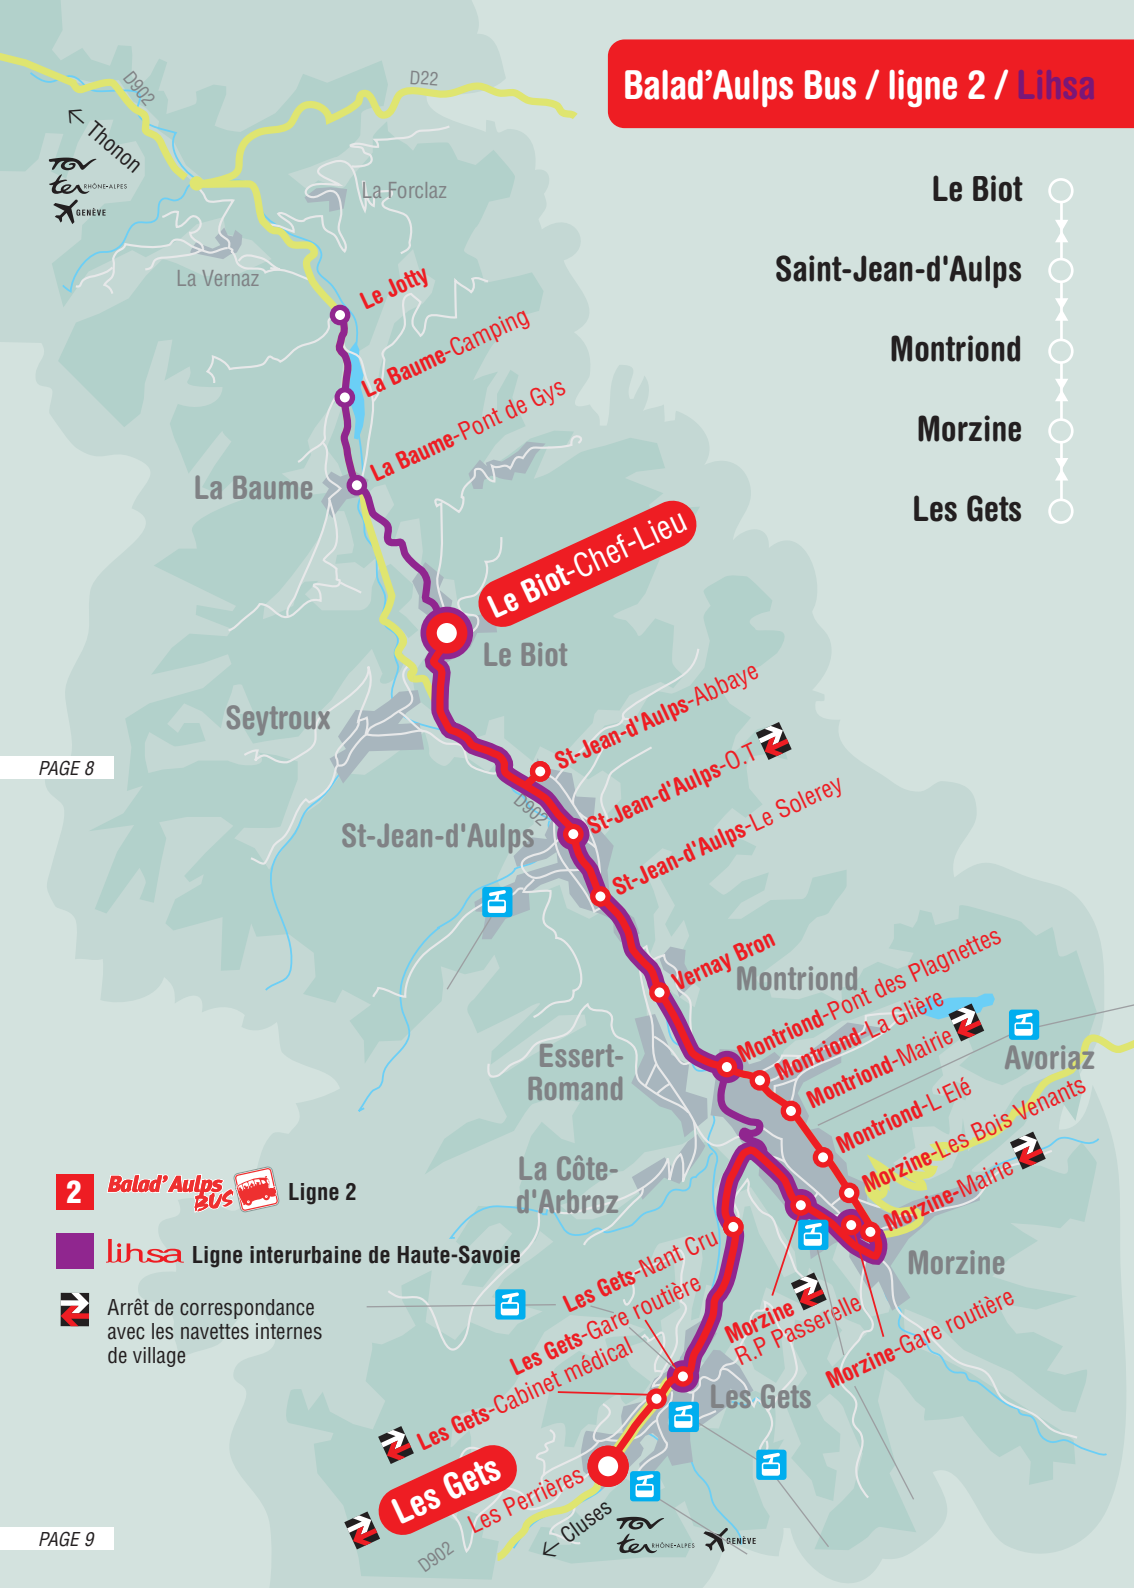 Balad'Aulps Bus / ligne 2 / Lihsa
Le Biot
Saint-Jean-d'Aulps
Montriond
Morzine
Les Gets
D902
D22
Thonon
TGV
ter RHÔNE-ALPES
GENÈVE
La Forclaz
La Vernaz
Le Jotty
La Baume-Camping
La Baume-Pont de Gys
La Baume
Le Biot-Chef-Lieu
Le Biot
Seytroux
St-Jean-d'Aulps-Abbaye
St-Jean-d'Aulps-O.T
PAGE 8
D902
St-Jean-d'Aulps-Le Solerey
St-Jean-d'Aulps
Vernay Bron
Montriond
Montriond-Pont des Plagnettes
Montriond-La Glière
Montriond-Mairie
Essert-
Romand
Avoriaz
Montriond-L'Elé
Morzine-Les Bois Venants
Morzine-Mairie
La Côte-
d'Arbroz
2 Balad'Aulps BUS Ligne 2
lihsa Ligne interurbaine de Haute-Savoie
Arrêt de correspondance
avec les navettes internes
de village
Morzine
Les Gets-Nant Cru
Les Gets-Gare routière
Les Gets-Cabinet médical
Morzine
R.P Passerelle
Morzine-Gare routière
Les Gets
Les Gets
Les Perrières
Cluses
TGV
ter RHÔNE-ALPES
GENÈVE
D902
PAGE 9